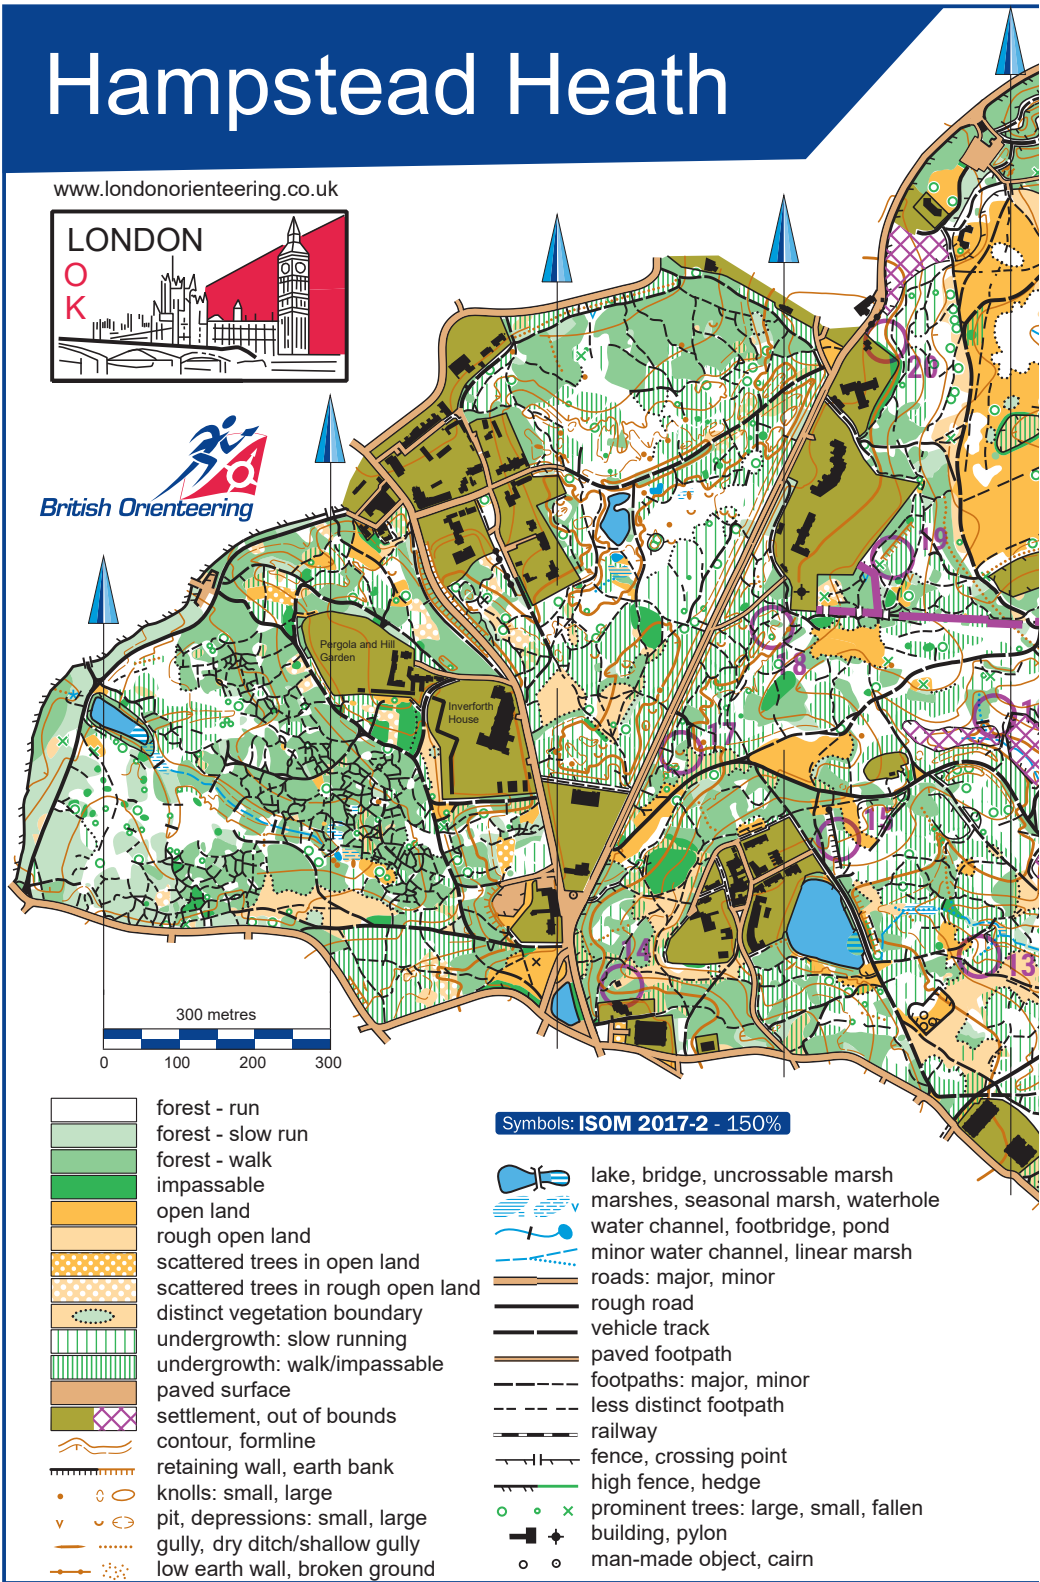 Hampstead Heath
www.londonorienteering.co.uk
LONDON
O
K
British Orienteering
20
19
18
17
15
14
13
Pergola and Hill
Garden
Inverforth
House
300 metres
0 100 200 300
forest - run
forest - slow run
forest - walk
impassable
open land
rough open land
scattered trees in open land
scattered trees in rough open land
distinct vegetation boundary
undergrowth: slow running
undergrowth: walk/impassable
paved surface
settlement, out of bounds
contour, formline
retaining wall, earth bank
knolls: small, large
pit, depressions: small, large
gully, dry ditch/shallow gully
low earth wall, broken ground
Symbols: ISOM 2017-2 - 150%
lake, bridge, uncrossable marsh
marshes, seasonal marsh, waterhole
water channel, footbridge, pond
minor water channel, linear marsh
roads: major, minor
rough road
vehicle track
paved footpath
footpaths: major, minor
less distinct footpath
railway
fence, crossing point
high fence, hedge
prominent trees: large, small, fallen
building, pylon
man-made object, cairn